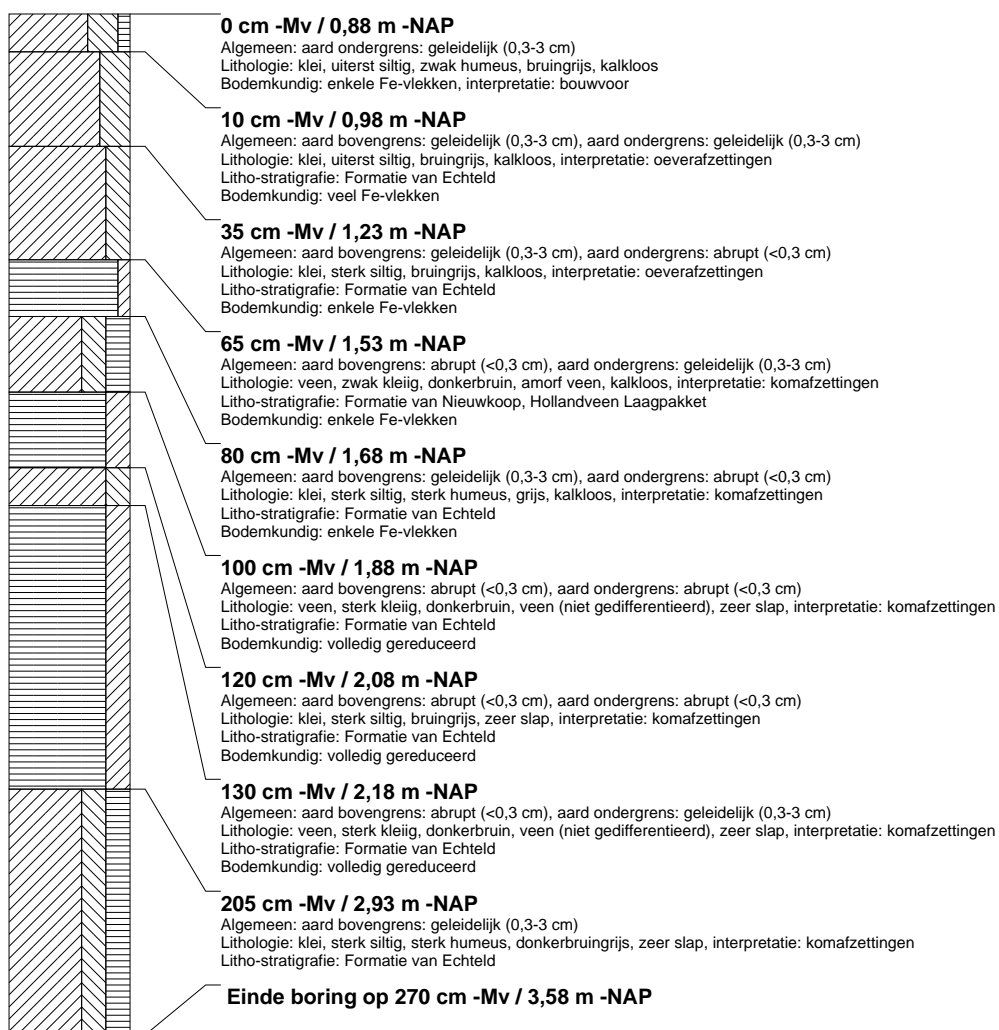 0 cm -Mv / 0,88 m -NAP
Algemeen: aard ondergrens: geleidelijk (0,3-3 cm)
Lithologie: klei, uiterst siltig, zwak humeus, bruingrijs, kalkloos
Bodemkundig: enkele Fe-vlekken, interpretatie: bouwvoor
10 cm -Mv / 0,98 m -NAP
Algemeen: aard bovengrens: geleidelijk (0,3-3 cm), aard ondergrens: geleidelijk (0,3-3 cm)
Lithologie: klei, uiterst siltig, bruingrijs, kalkloos, interpretatie: oeverafzettingen
Litho-stratigrafie: Formatie van Echteld
Bodemkundig: veel Fe-vlekken
35 cm -Mv / 1,23 m -NAP
Algemeen: aard bovengrens: geleidelijk (0,3-3 cm), aard ondergrens: abrupt (<0,3 cm)
Lithologie: klei, sterk siltig, bruingrijs, kalkloos, interpretatie: oeverafzettingen
Litho-stratigrafie: Formatie van Echteld
Bodemkundig: enkele Fe-vlekken
65 cm -Mv / 1,53 m -NAP
Algemeen: aard bovengrens: abrupt (<0,3 cm), aard ondergrens: geleidelijk (0,3-3 cm)
Lithologie: veen, zwak kleiig, donkerbruin, amorf veen, kalkloos, interpretatie: komafzettingen
Litho-stratigrafie: Formatie van Nieuwkoop, Hollandveen Laagpakket
Bodemkundig: enkele Fe-vlekken
80 cm -Mv / 1,68 m -NAP
Algemeen: aard bovengrens: geleidelijk (0,3-3 cm), aard ondergrens: abrupt (<0,3 cm)
Lithologie: klei, sterk siltig, sterk humeus, grijs, kalkloos, interpretatie: komafzettingen
Litho-stratigrafie: Formatie van Echteld
Bodemkundig: enkele Fe-vlekken
100 cm -Mv / 1,88 m -NAP
Algemeen: aard bovengrens: abrupt (<0,3 cm), aard ondergrens: abrupt (<0,3 cm)
Lithologie: veen, sterk kleiig, donkerbruin, veen (niet gedifferentieerd), zeer slap, interpretatie: komafzettingen
Litho-stratigrafie: Formatie van Echteld
Bodemkundig: volledig gereduceerd
120 cm -Mv / 2,08 m -NAP
Algemeen: aard bovengrens: abrupt (<0,3 cm), aard ondergrens: abrupt (<0,3 cm)
Lithologie: klei, sterk siltig, bruingrijs, zeer slap, interpretatie: komafzettingen
Litho-stratigrafie: Formatie van Echteld
Bodemkundig: volledig gereduceerd
130 cm -Mv / 2,18 m -NAP
Algemeen: aard bovengrens: abrupt (<0,3 cm), aard ondergrens: geleidelijk (0,3-3 cm)
Lithologie: veen, sterk kleiig, donkerbruin, veen (niet gedifferentieerd), zeer slap, interpretatie: komafzettingen
Litho-stratigrafie: Formatie van Echteld
Bodemkundig: volledig gereduceerd
205 cm -Mv / 2,93 m -NAP
Algemeen: aard bovengrens: geleidelijk (0,3-3 cm)
Lithologie: klei, sterk siltig, sterk humeus, donkerbruingrijs, zeer slap, interpretatie: komafzettingen
Litho-stratigrafie: Formatie van Echteld
Einde boring op 270 cm -Mv / 3,58 m -NAP